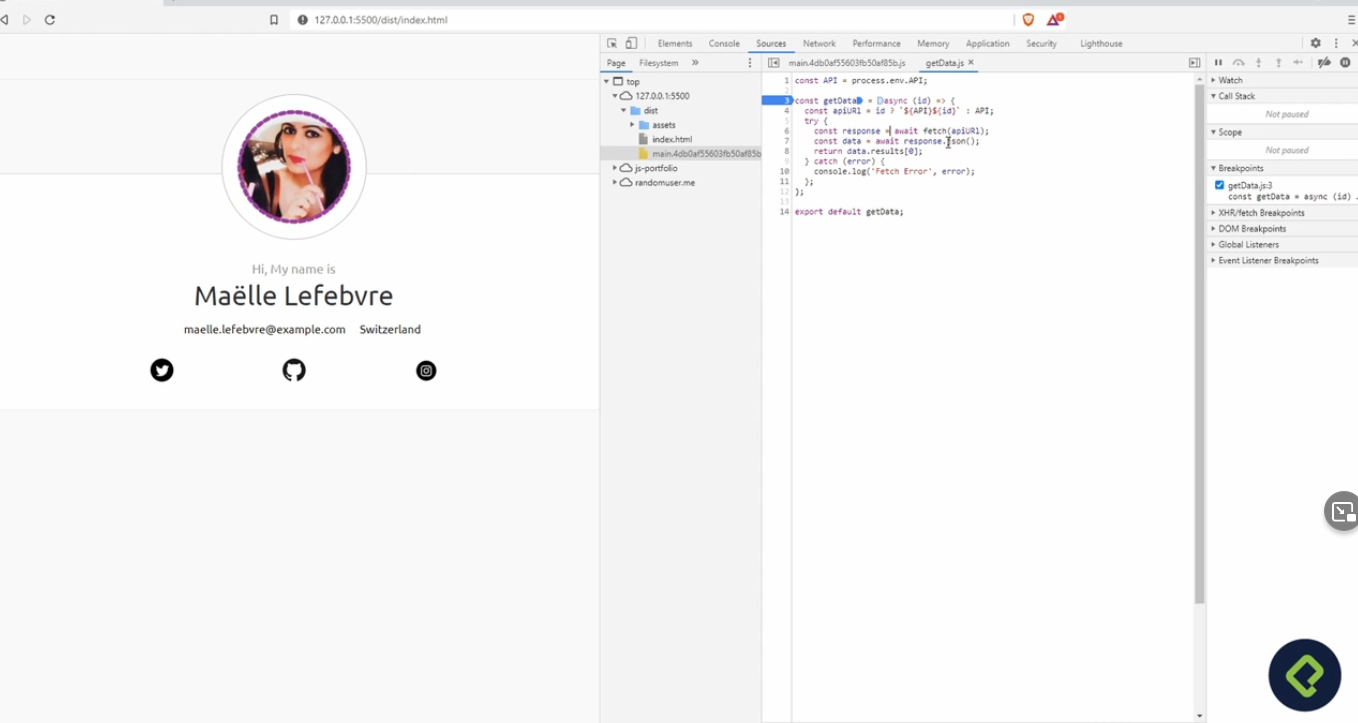 127.0.0.1:5500/dist/index.html
Elements Console Sources Network Performance Memory Application Security Lighthouse
Page Filesystem »
main.4db0af55603fb50af85b.js getData.js ×
top
127.0.0.1:5500
dist
assets
index.html
main.4db0af55603fb50af85b
js-portfolio
randomuser.me
1 const API = process.env.API;
2
3 const getData = async (id) => {
4 const apiURl = id ? `${API}${id}` : API;
5 try {
6 const response = await fetch(apiURl);
7 const data = await response.json();
8 return data.results[0];
9 } catch (error) {
10 console.log('Fetch Error', error);
11 };
12 };
13
14 export default getData;
Watch
Call Stack
Not paused
Scope
Not paused
Breakpoints
getData.js:3
const getData = async (id) .
XHR/fetch Breakpoints
DOM Breakpoints
Global Listeners
Event Listener Breakpoints
Hi, My name is
Maëlle Lefebvre
maelle.lefebvre@example.com Switzerland